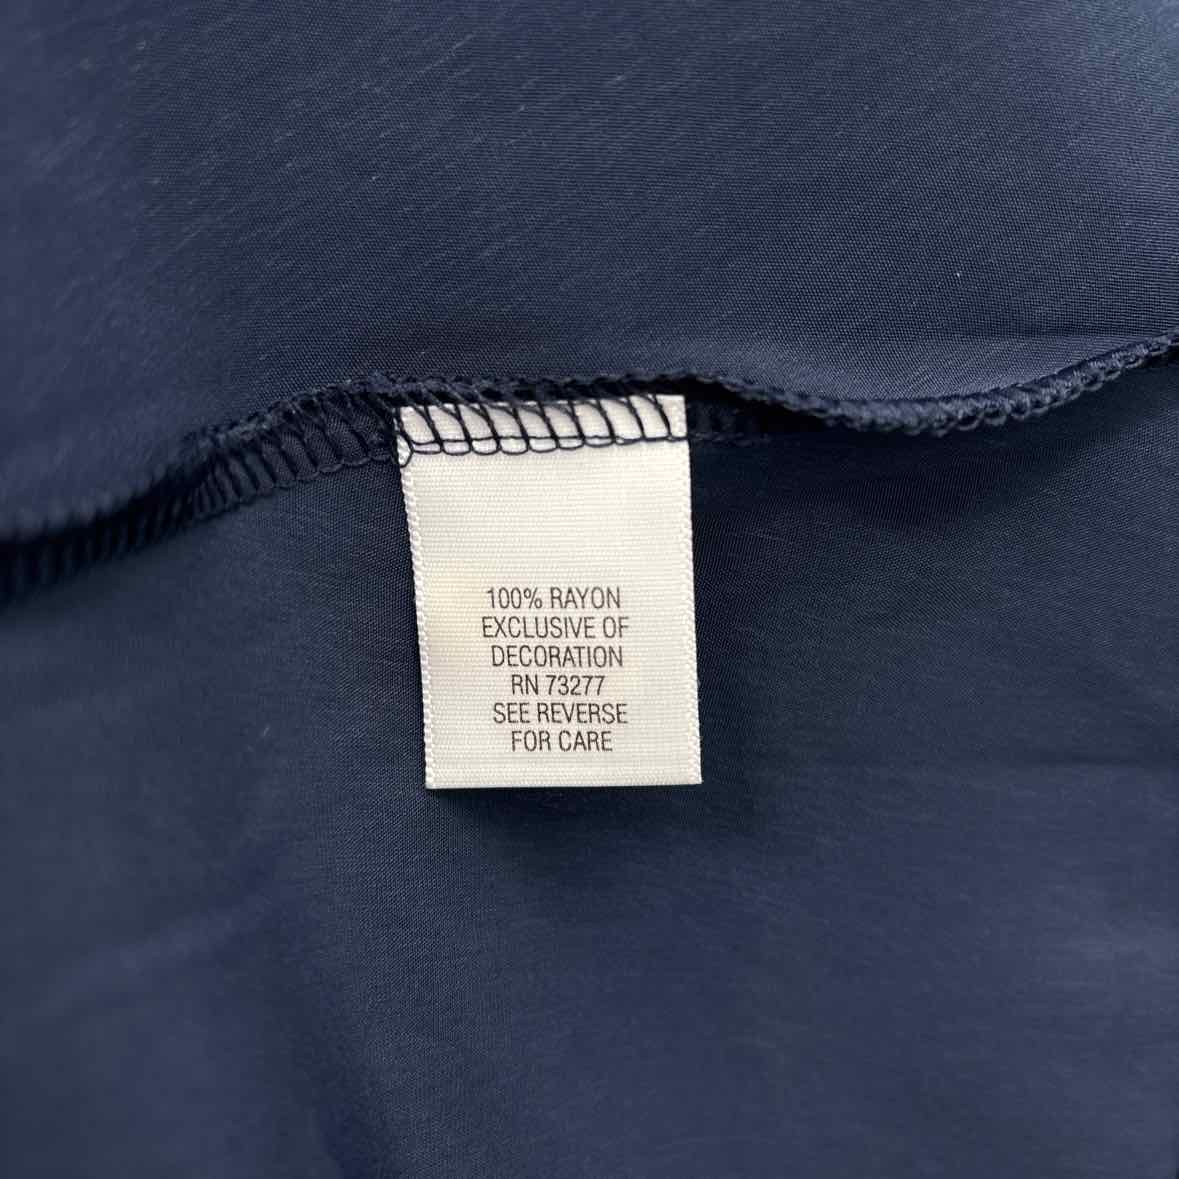 100% RAYON
EXCLUSIVE OF
DECORATION
RN 73277
SEE REVERSE
FOR CARE